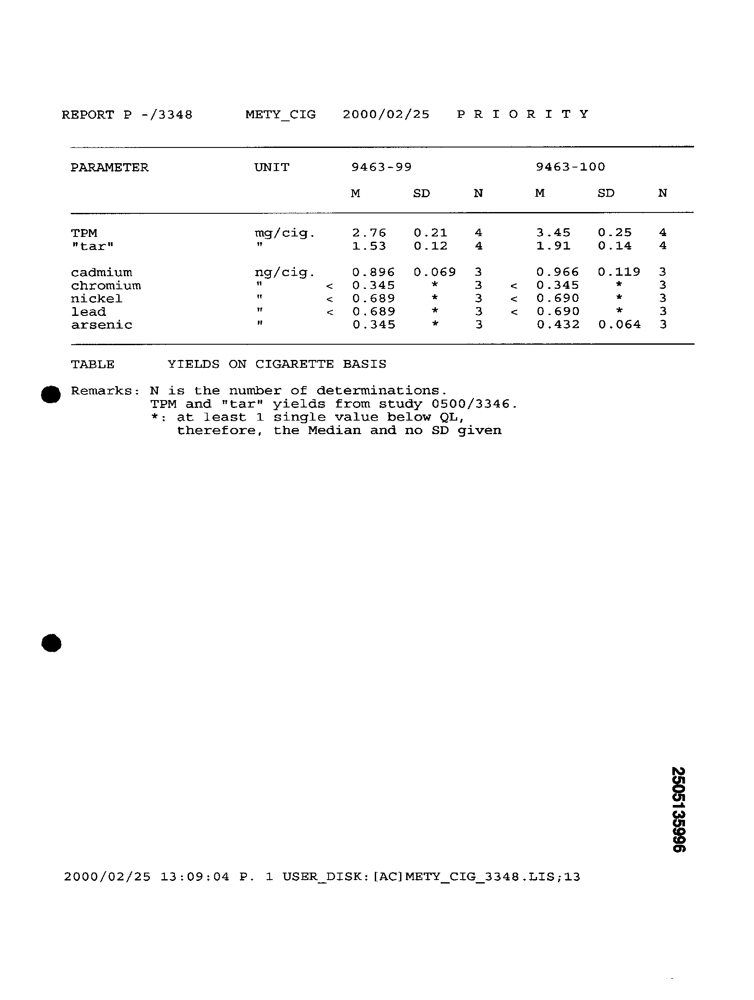 REPORT P -/3348 METY_CIG 2000/02/25 P R I O R I T Y
PARAMETER UNIT 9463-99 9463-100
M SD N M SD N
TPM mg/cig. 2.76 0.21 4 3.45 0.25 4
"tar" " 1.53 0.12 4 1.91 0.14 4
cadmium ng/cig. 0.896 0.069 3 0.966 0.119 3
chromium " < 0.345 * 3 < 0.345 * 3
nickel " < 0.689 * 3 < 0.690 * 3
lead " < 0.689 * 3 < 0.690 * 3
arsenic " 0.345 * 3 0.432 0.064 3
TABLE YIELDS ON CIGARETTE BASIS
Remarks: N is the number of determinations.
TPM and "tar" yields from study 0500/3346.
*: at least 1 single value below QL,
therefore, the Median and no SD given
2505135996
2000/02/25 13:09:04 P. 1 USER_DISK:[AC]METY_CIG_3348.LIS;13